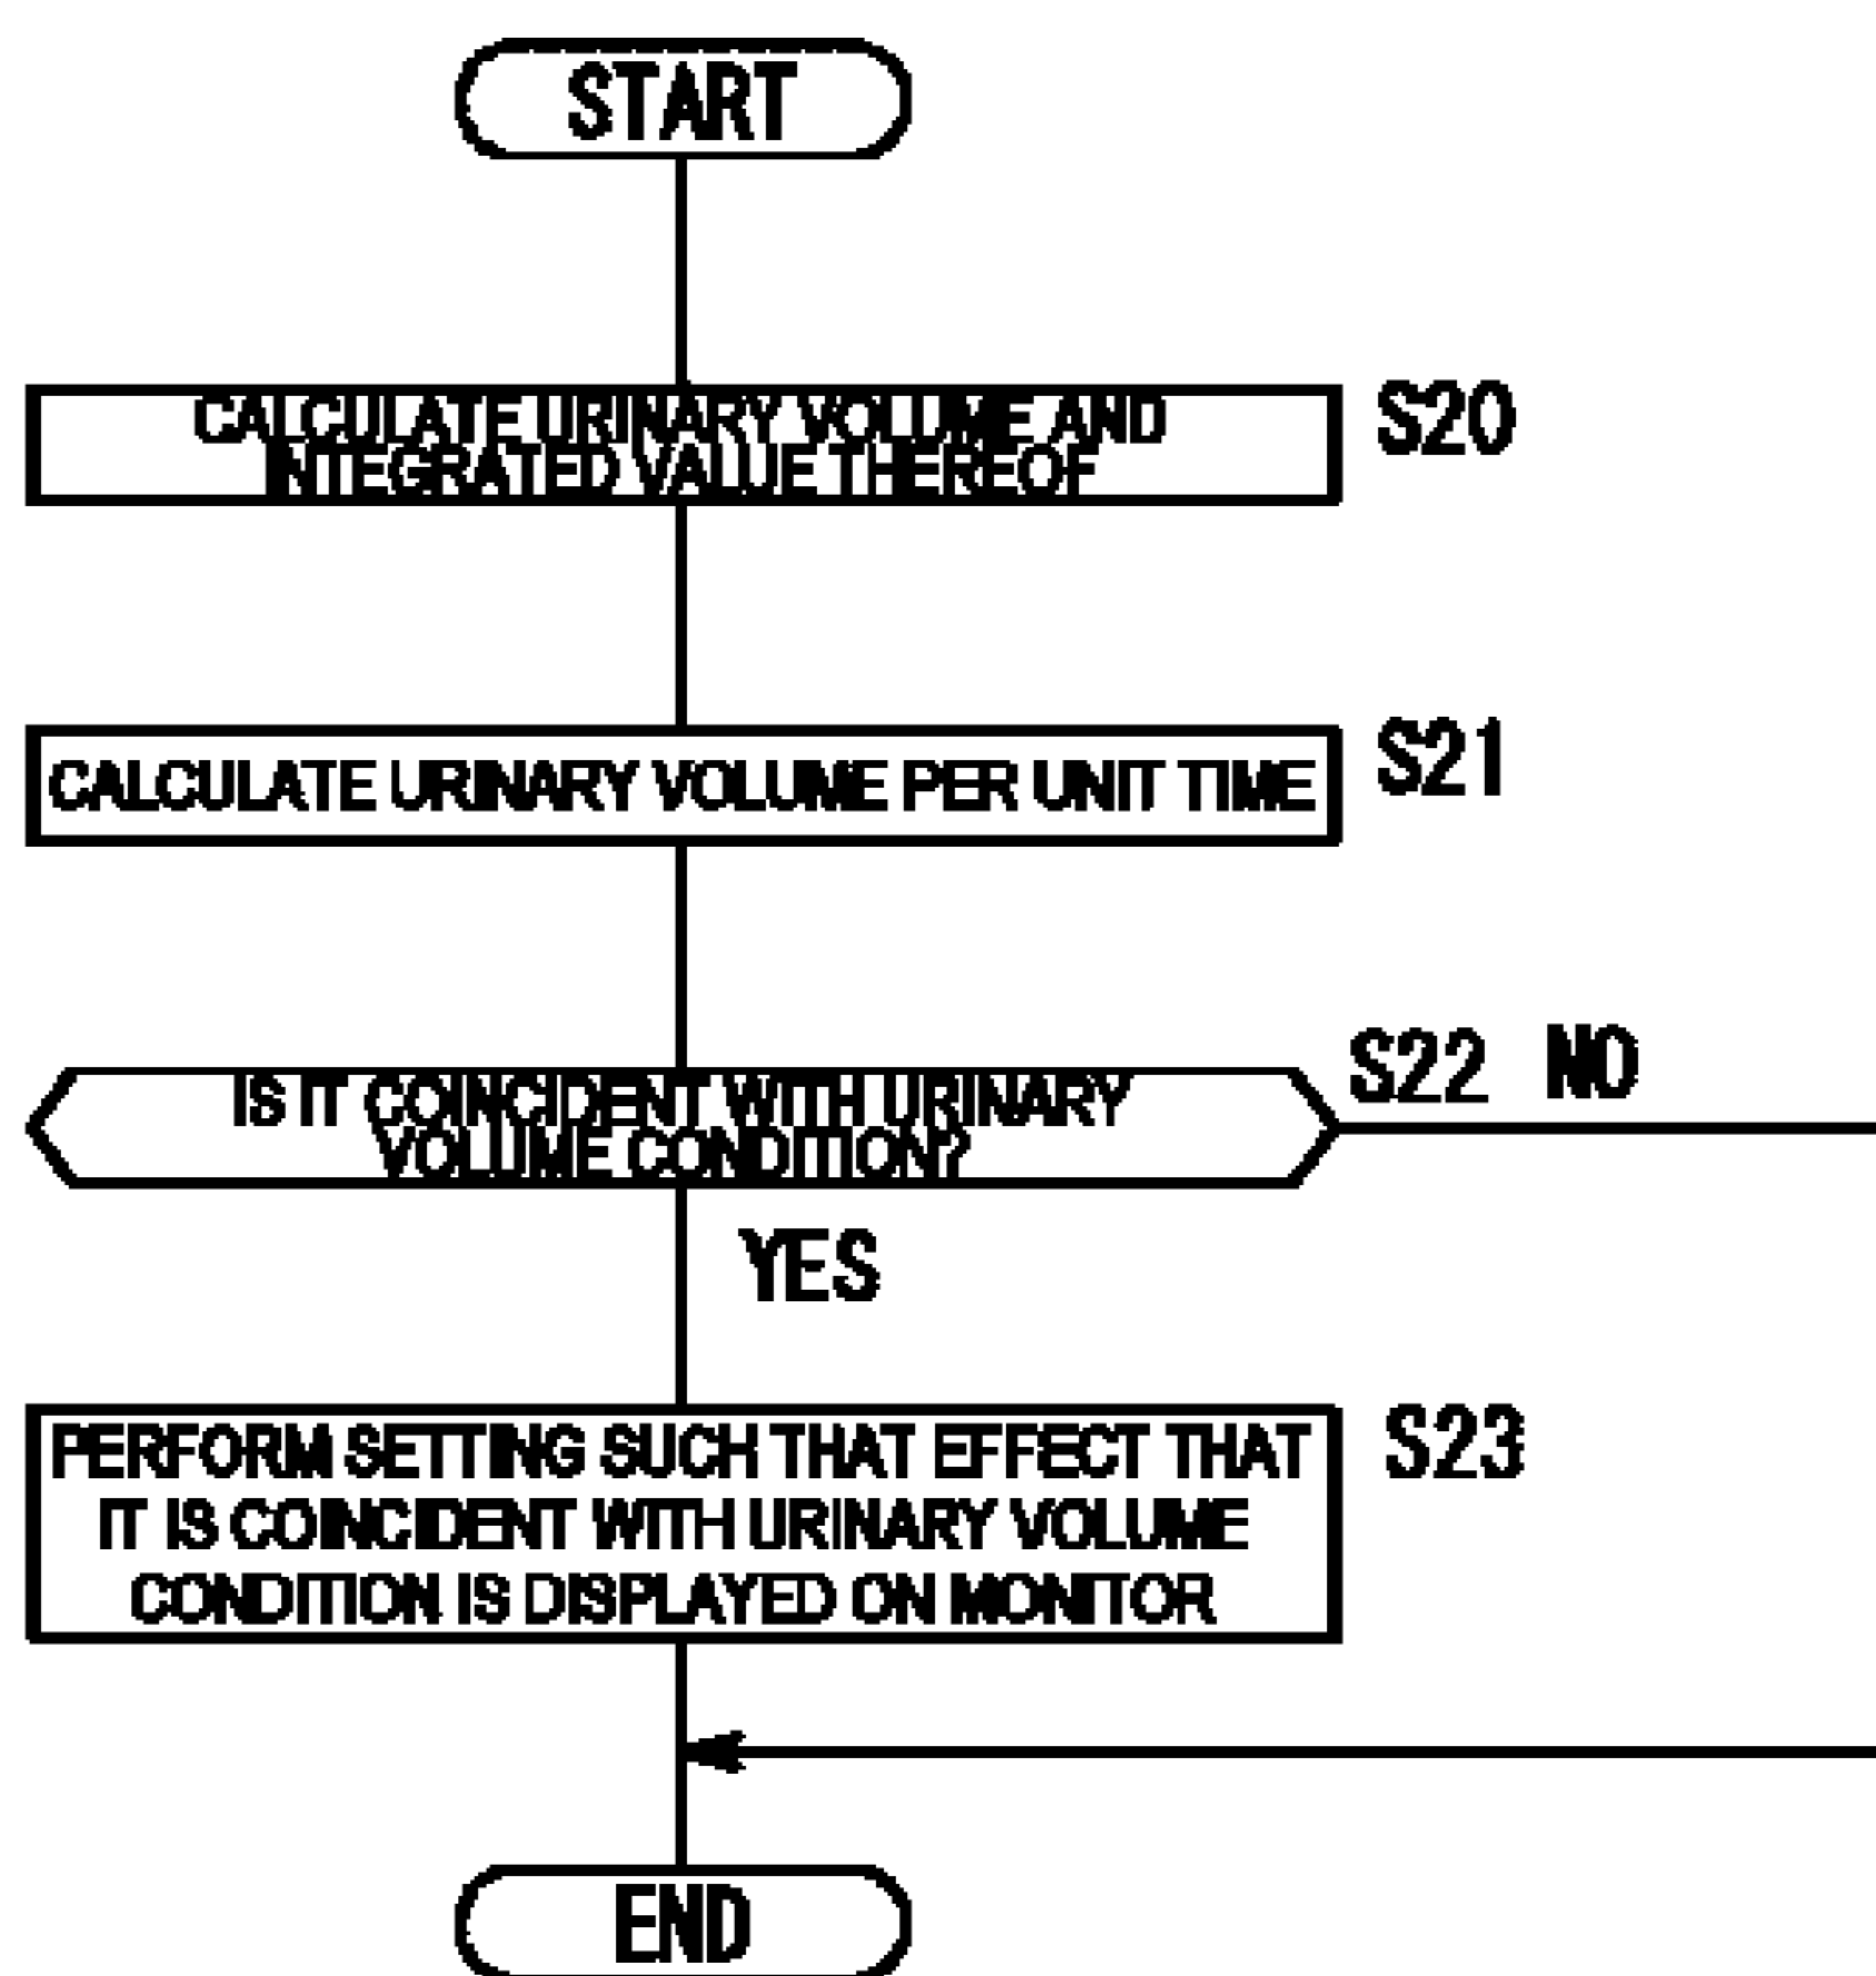 START
CALCULATE URINARY VOLUME AND
INTEGRATED VALUE THEREOF
S20
CALCULATE URINARY VOLUME PER UNIT TIME
S21
IS IT COINCIDENT WITH URINARY
VOLUME CONDITION?
S22 NO
YES
PERFORM SETTING SUCH THAT EFFECT THAT
IT IS COINCIDENT WITH URINARY VOLUME
CONDITION IS DISPLAYED ON MONITOR
S23
END